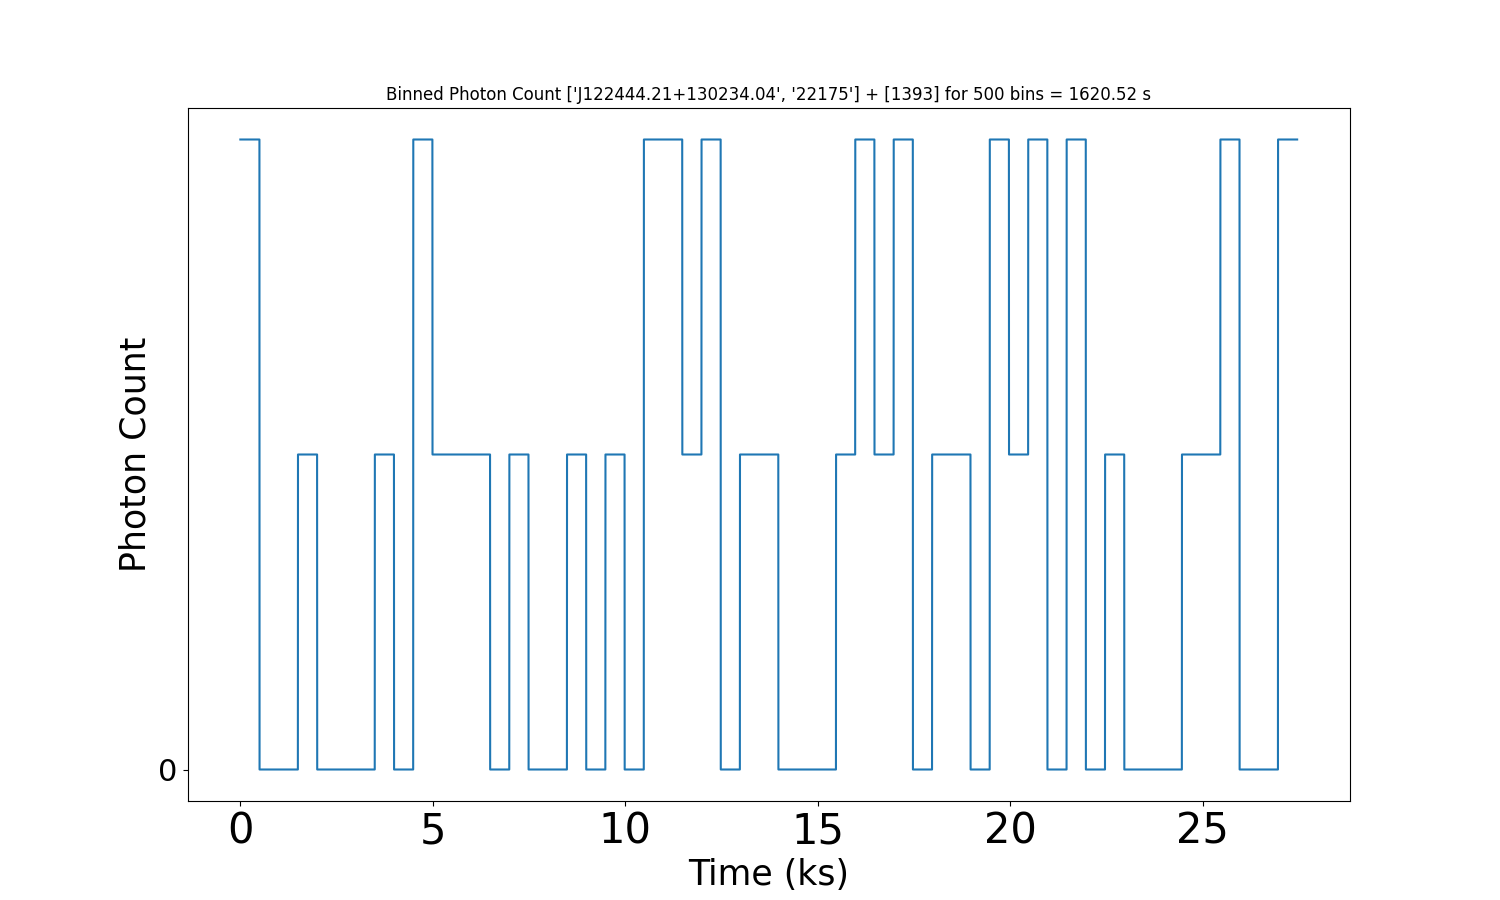 Binned Photon Count ['J122444.21+130234.04', '22175'] + [1393] for 500 bins = 1620.52 s
Photon Count
0
0 5 10 15 20 25
Time (ks)